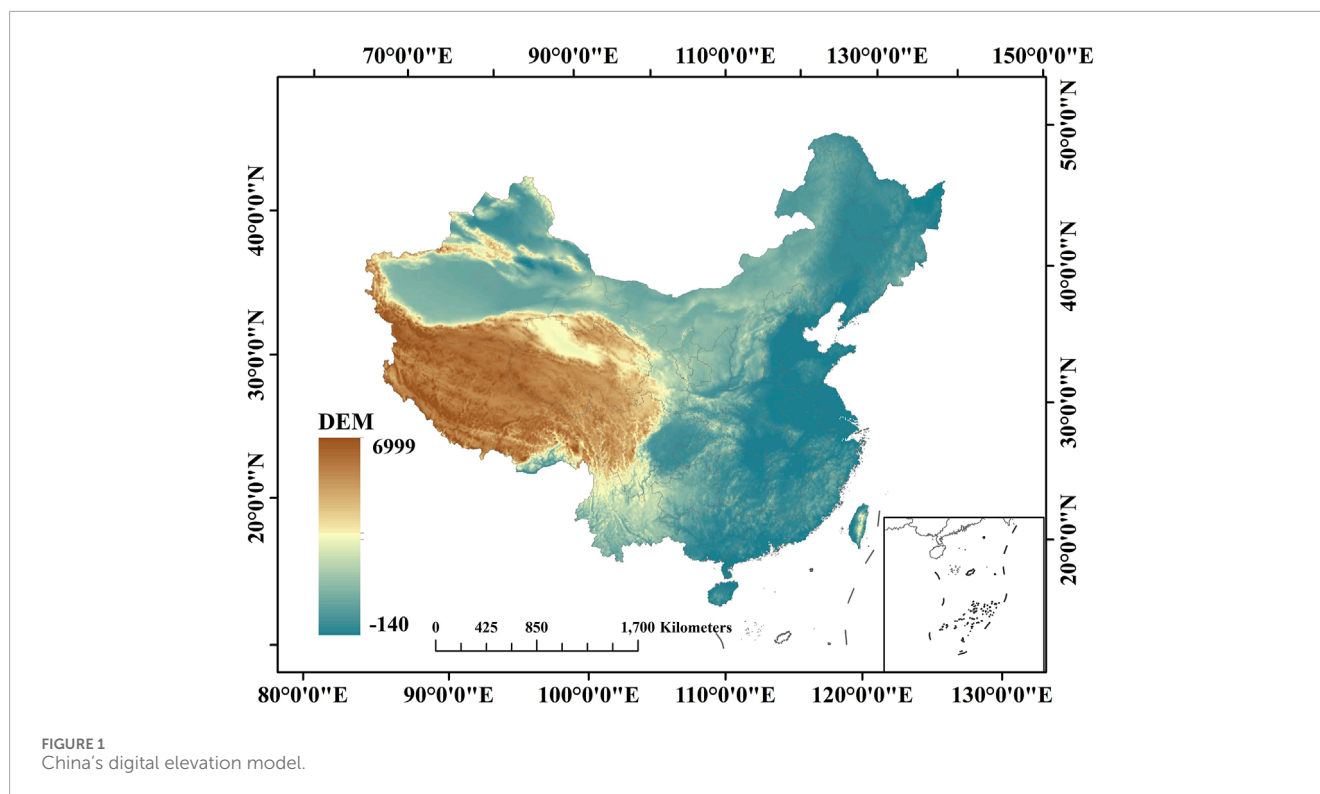 70°0'0"E 90°0'0"E 110°0'0"E 130°0'0"E 150°0'0"E
50°0'0"N
40°0'0"N
40°0'0"N
30°0'0"N
30°0'0"N
20°0'0"N
20°0'0"N
DEM
6999
-140
0 425 850 1,700 Kilometers
80°0'0"E 90°0'0"E 100°0'0"E 110°0'0"E 120°0'0"E 130°0'0"E
FIGURE 1
China's digital elevation model.